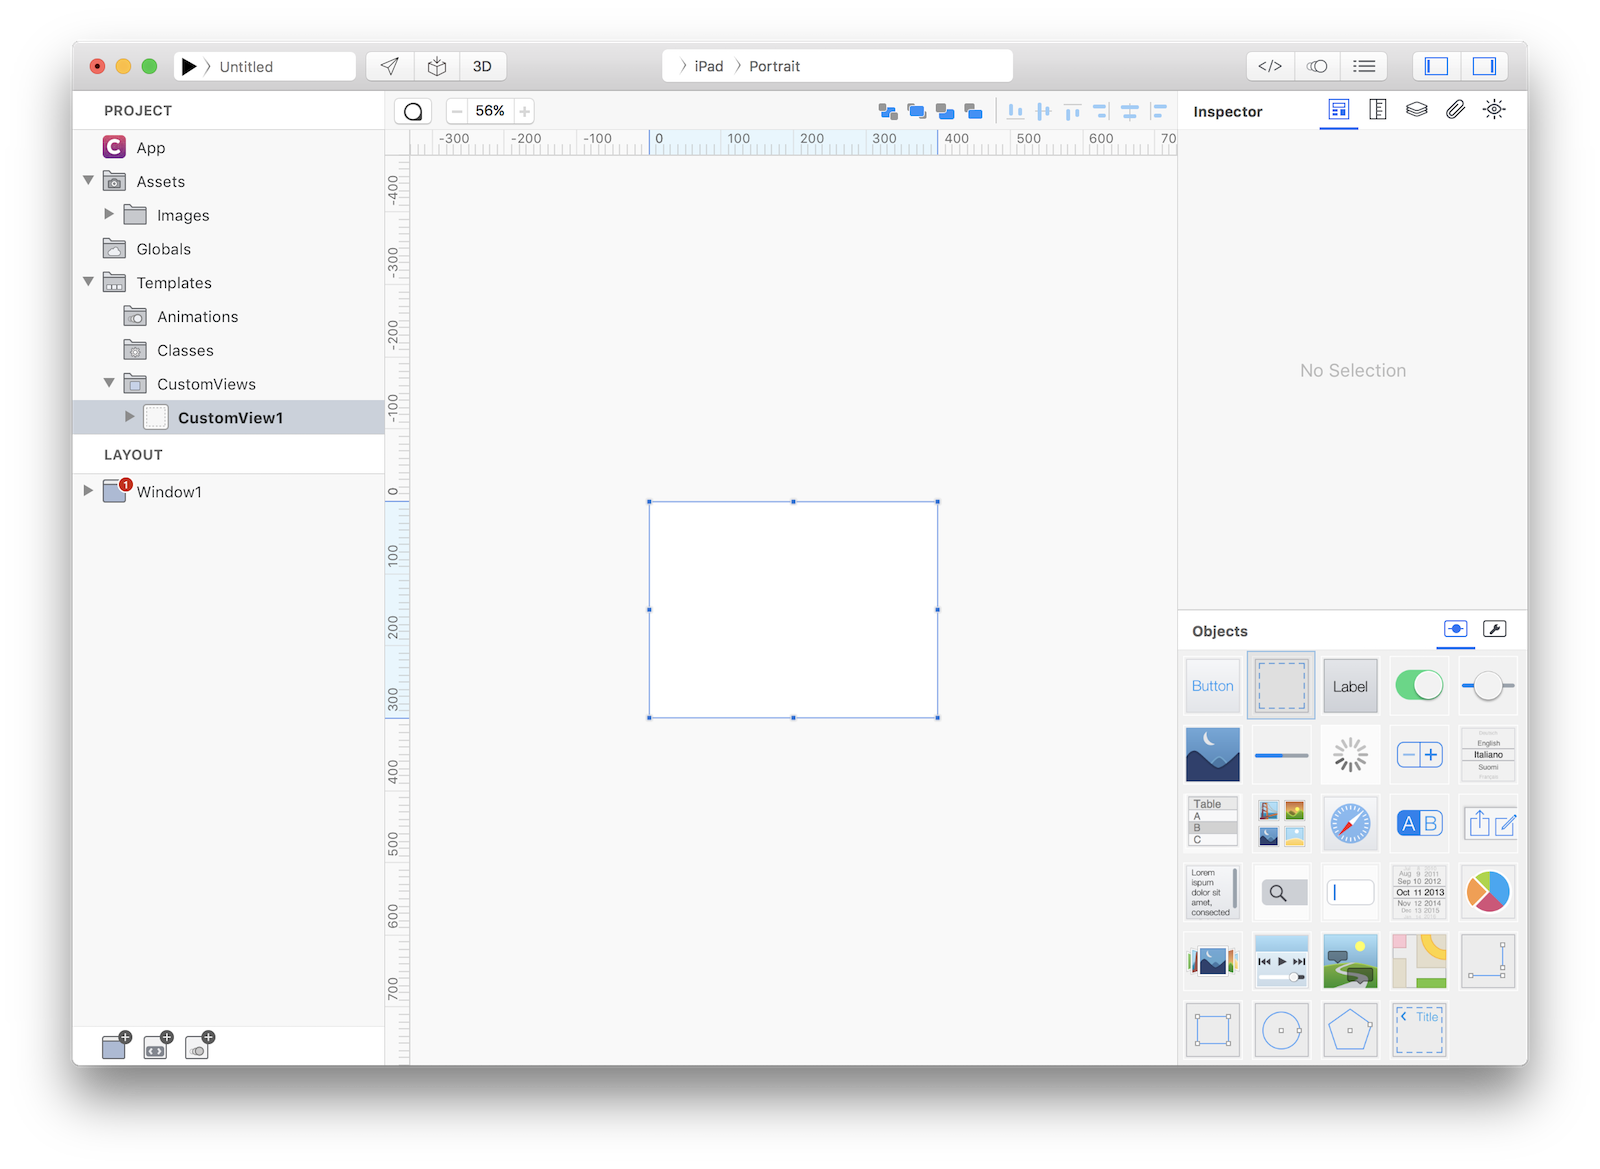 Untitled
3D
iPad
Portrait
</>
PROJECT
App
Assets
Images
Globals
Templates
Animations
Classes
CustomViews
CustomView1
LAYOUT
1
Window1
56%
-300 -200 -100 0 100 200 300 400 500 600 70
-400
-300
-200
-100
0
100
200
300
400
500
600
700
Inspector
No Selection
Objects
Button
Label
English
Italiano
Suomi
Table
A
B
C
A B
Lorem
ispum
dolor sit
amet,
consected
Aug 9 2011
Sep 10 2012
Oct 11 2013
Nov 12 2014
Dec 13 2015
Title